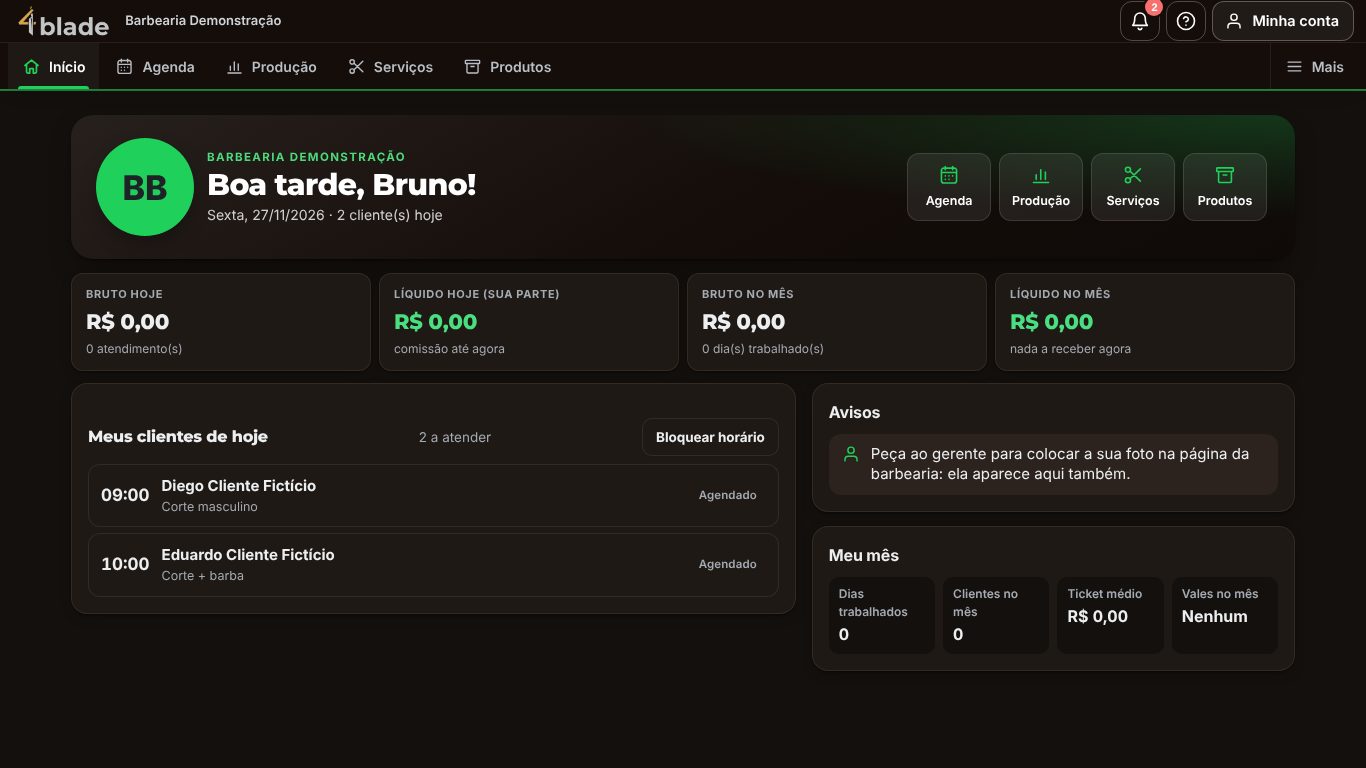 4blade
Barbearia Demonstração
2
Minha conta
Início
Agenda
Produção
Serviços
Produtos
Mais
BB
BARBEARIA DEMONSTRAÇÃO
Boa tarde, Bruno!
Sexta, 27/11/2026 · 2 cliente(s) hoje
Agenda
Produção
Serviços
Produtos
BRUTO HOJE
R$ 0,00
0 atendimento(s)
LÍQUIDO HOJE (SUA PARTE)
R$ 0,00
comissão até agora
BRUTO NO MÊS
R$ 0,00
0 dia(s) trabalhado(s)
LÍQUIDO NO MÊS
R$ 0,00
nada a receber agora
Meus clientes de hoje
2 a atender
Bloquear horário
09:00
Diego Cliente Fictício
Corte masculino
Agendado
10:00
Eduardo Cliente Fictício
Corte + barba
Agendado
Avisos
Peça ao gerente para colocar a sua foto na página da
barbearia: ela aparece aqui também.
Meu mês
Dias
trabalhados
0
Clientes no
mês
0
Ticket médio
R$ 0,00
Vales no mês
Nenhum